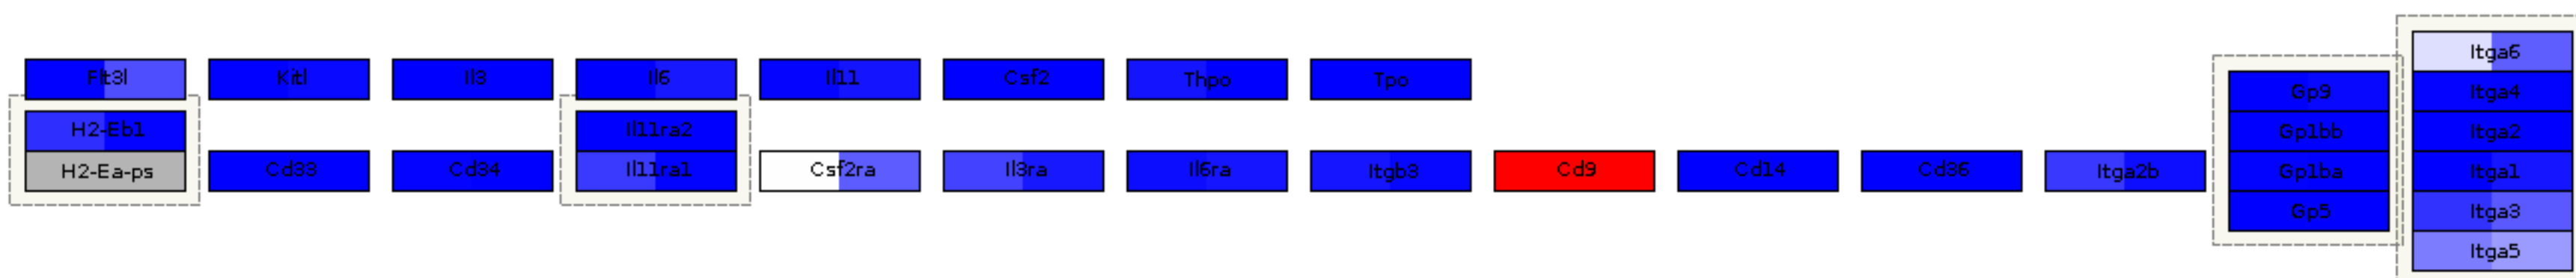 Flt3l Kitl Il3 Il6 Il11 Csf2 Thpo Tpo
H2-Eb1 Il11ra2
H2-Ea-ps Cd33 Cd34 Il11ra1 Csf2ra Il3ra Il6ra Itgb3 Cd9 Cd14 Cd36 Itga2b
Gp9
Gp1bb
Gp1ba
Gp5
Itga6
Itga4
Itga2
Itga1
Itga3
Itga5